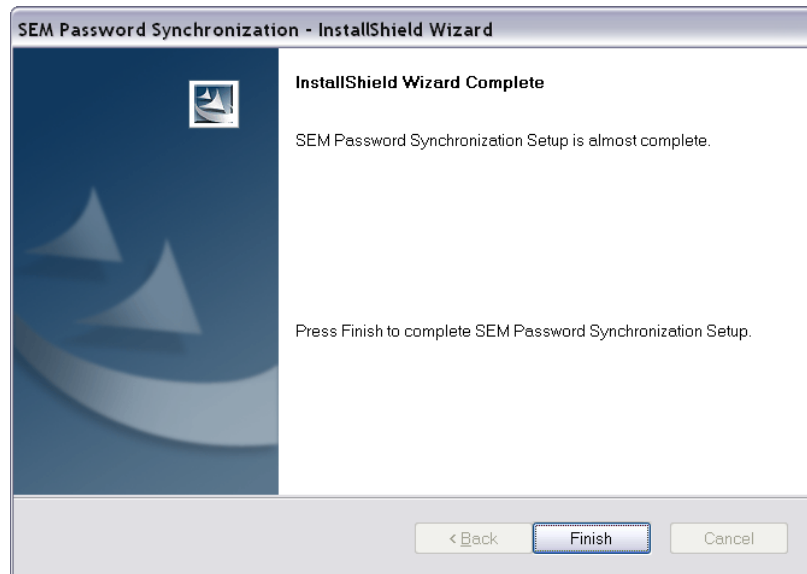 SEM Password Synchronization - InstallShield Wizard
InstallShield Wizard Complete
SEM Password Synchronization Setup is almost complete.
Press Finish to complete SEM Password Synchronization Setup.
< Back
Finish
Cancel